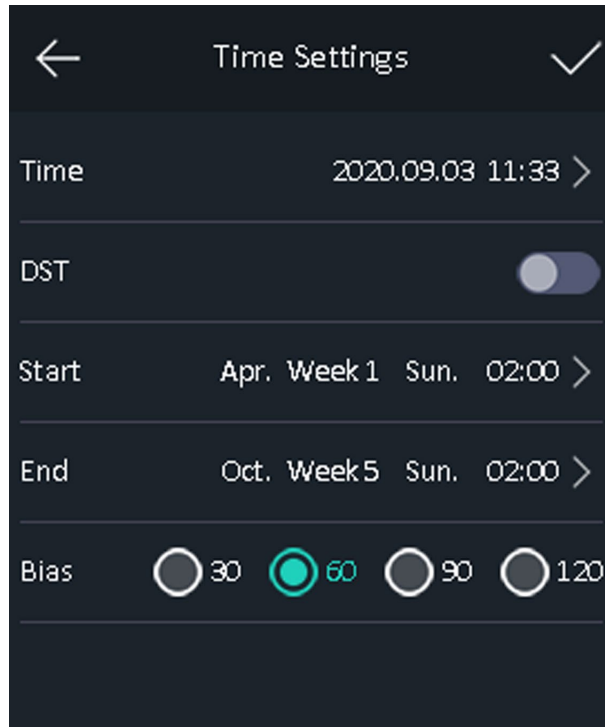 Time Settings
Time 2020.09.03 11:33
DST
Start Apr. Week 1 Sun. 02:00
End Oct. Week 5 Sun. 02:00
Bias 30 60 90 120